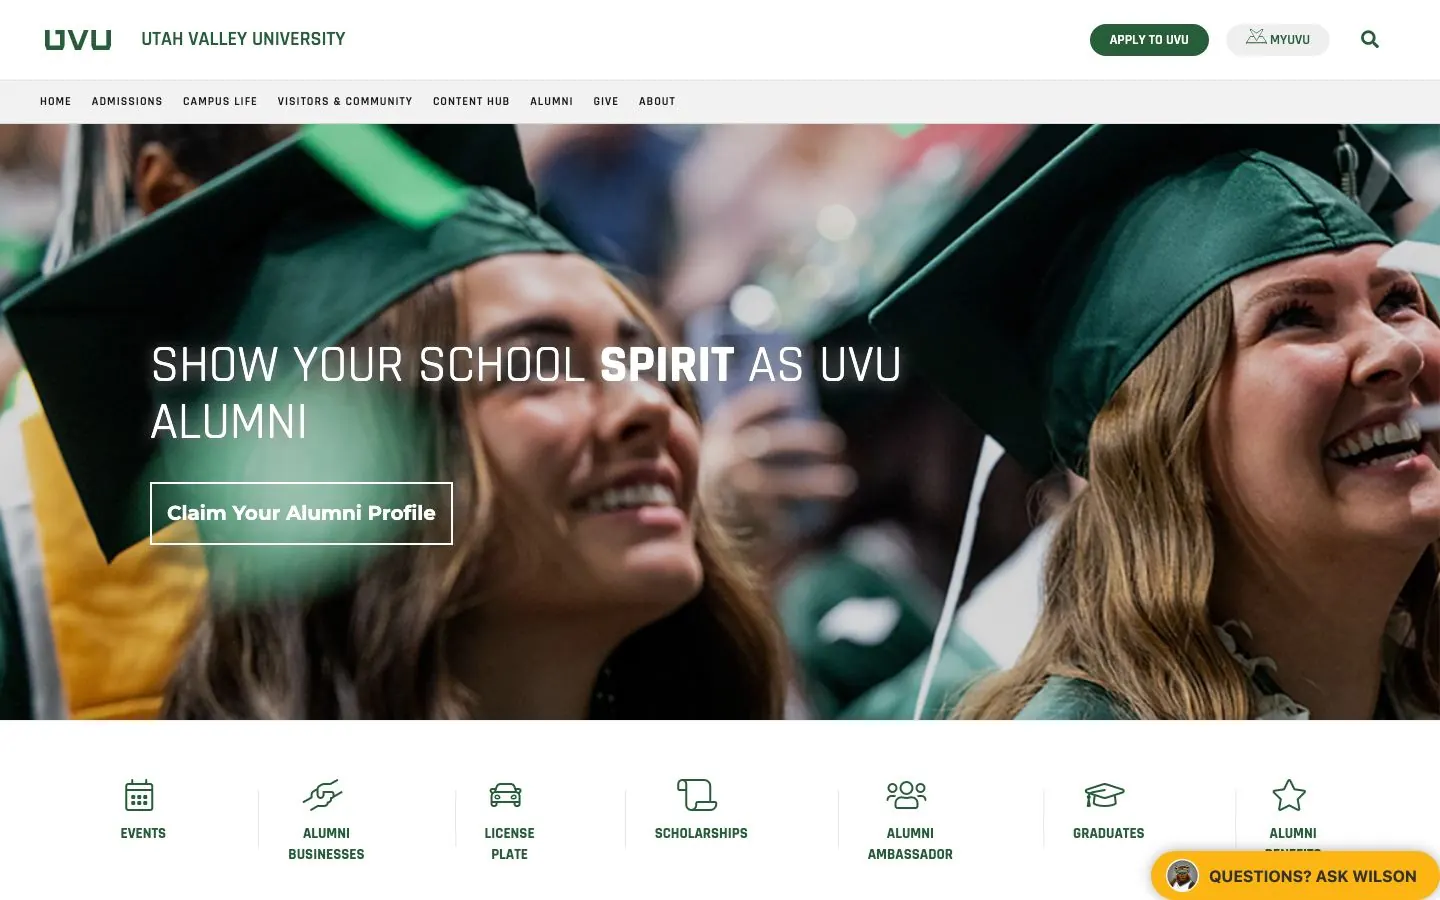 UVU
UTAH VALLEY UNIVERSITY
APPLY TO UVU
MYUVU
HOME
ADMISSIONS
CAMPUS LIFE
VISITORS & COMMUNITY
CONTENT HUB
ALUMNI
GIVE
ABOUT
SHOW YOUR SCHOOL SPIRIT AS UVU
ALUMNI
Claim Your Alumni Profile
EVENTS
ALUMNI
BUSINESSES
LICENSE
PLATE
SCHOLARSHIPS
ALUMNI
AMBASSADOR
GRADUATES
ALUMNI
QUESTIONS? ASK WILSON